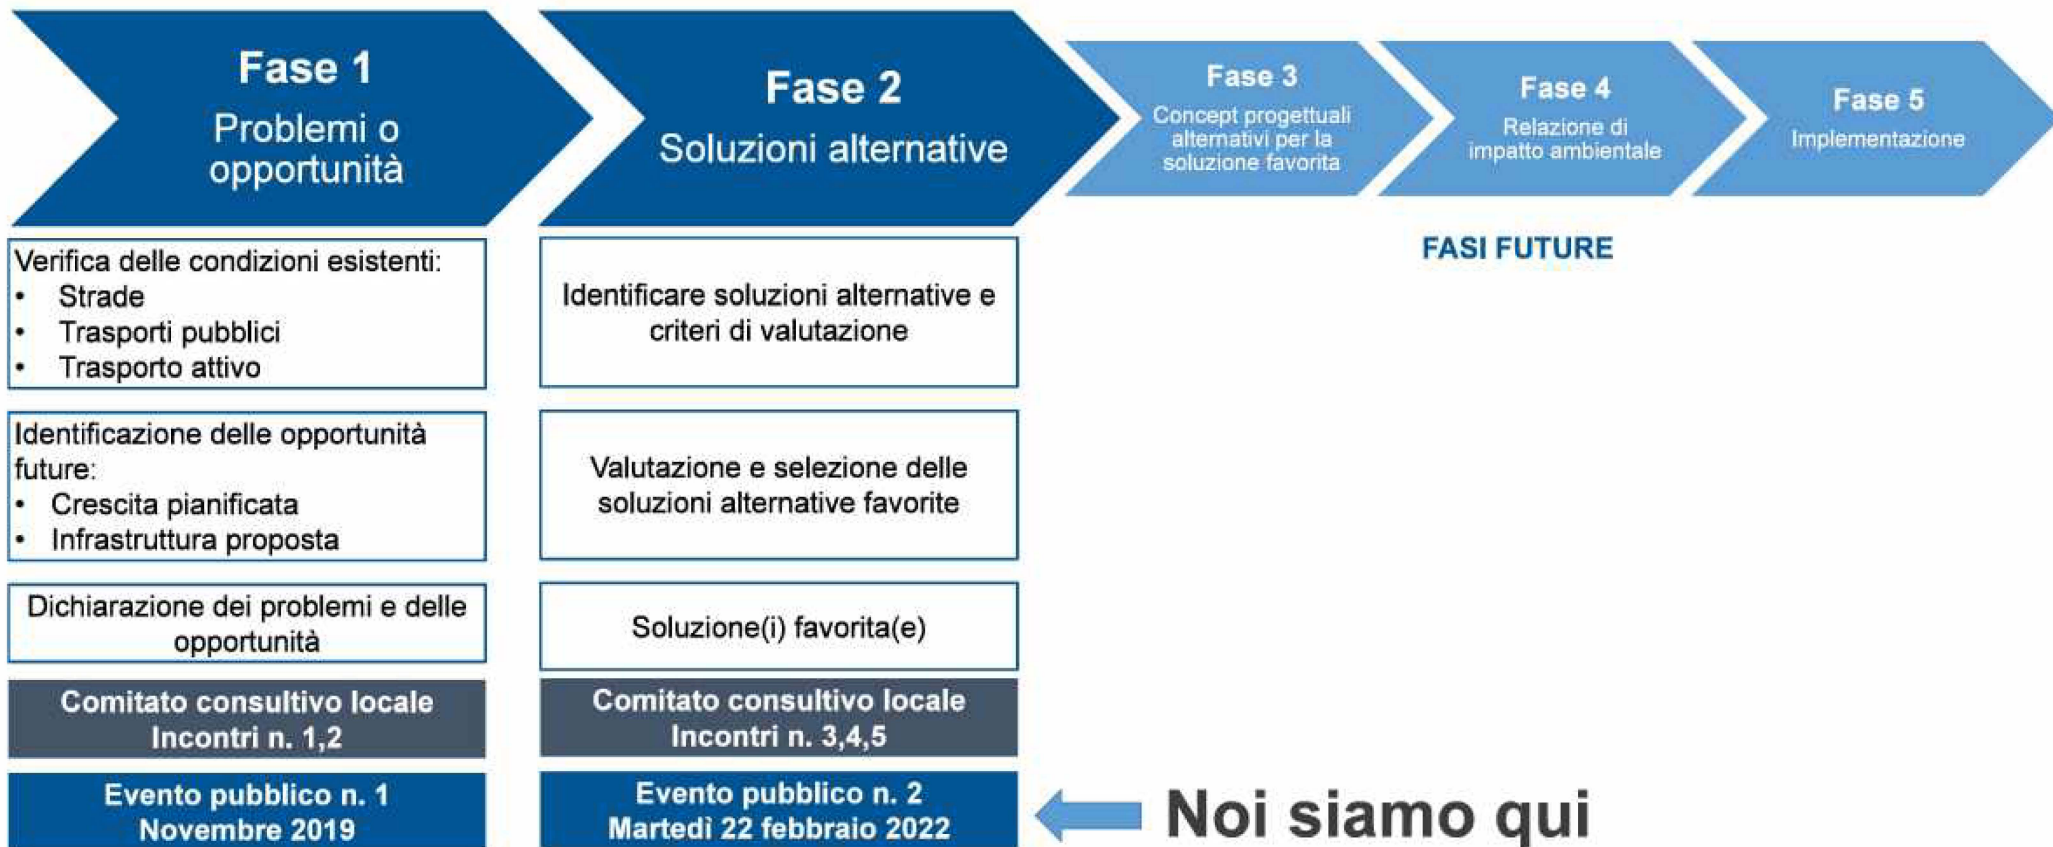 Fase 1
Problemi o
opportunità
Fase 2
Soluzioni alternative
Fase 3
Concept progettuali
alternativi per la
soluzione favorita
Fase 4
Relazione di
impatto ambientale
Fase 5
Implementazione
FASI FUTURE
Verifica delle condizioni esistenti:
• Strade
• Trasporti pubblici
• Trasporto attivo
Identificazione delle opportunità
future:
• Crescita pianificata
• Infrastruttura proposta
Dichiarazione dei problemi e delle
opportunità
Comitato consultivo locale
Incontri n. 1,2
Evento pubblico n. 1
Novembre 2019
Identificare soluzioni alternative e
criteri di valutazione
Valutazione e selezione delle
soluzioni alternative favorite
Soluzione(i) favorita(e)
Comitato consultivo locale
Incontri n. 3,4,5
Evento pubblico n. 2
Martedì 22 febbraio 2022
Noi siamo qui